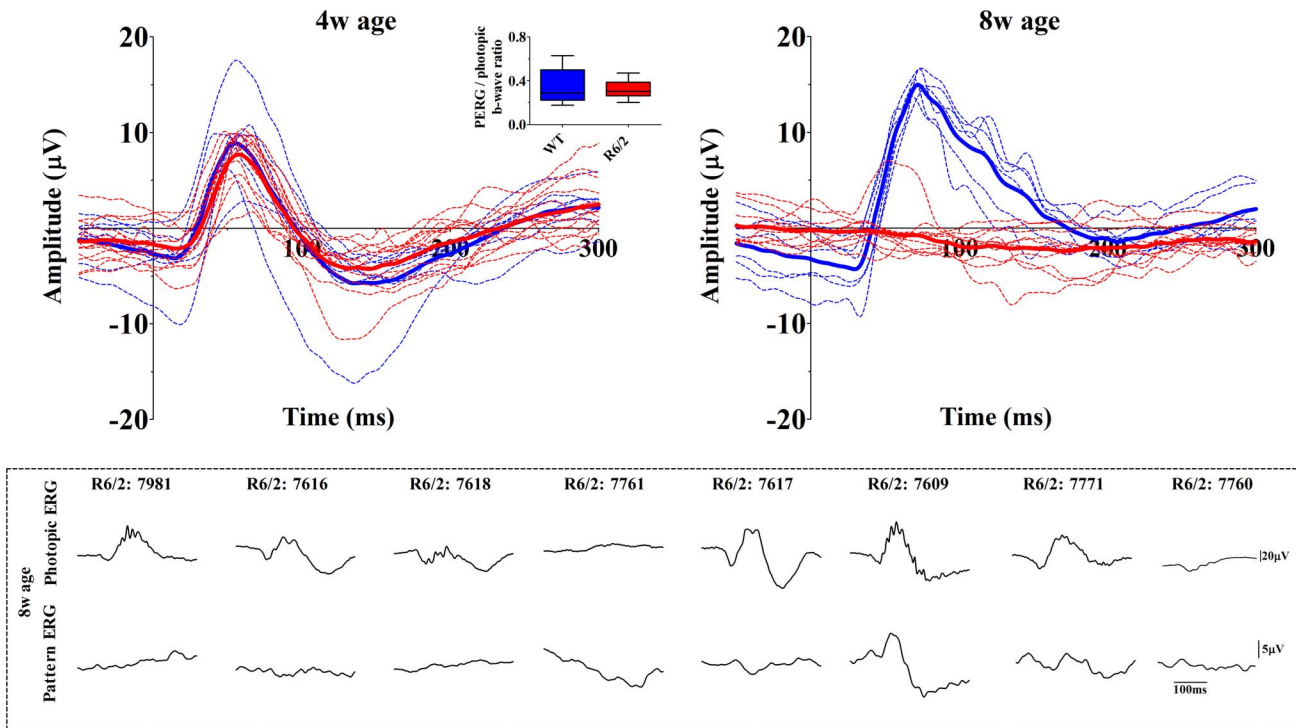 4w age
8w age
20
10
-10
-20
Amplitude (µV)
100
200
300
Time (ms)
0.8
0.4
0.0
PERG / photopic
b-wave ratio
WT
R6/2
20
10
-10
-20
Amplitude (µV)
100
200
300
Time (ms)
8w age
Photopic ERG
Pattern ERG
R6/2: 7981 R6/2: 7616 R6/2: 7618 R6/2: 7761 R6/2: 7617 R6/2: 7609 R6/2: 7771 R6/2: 7760
20µV
5µV
100ms